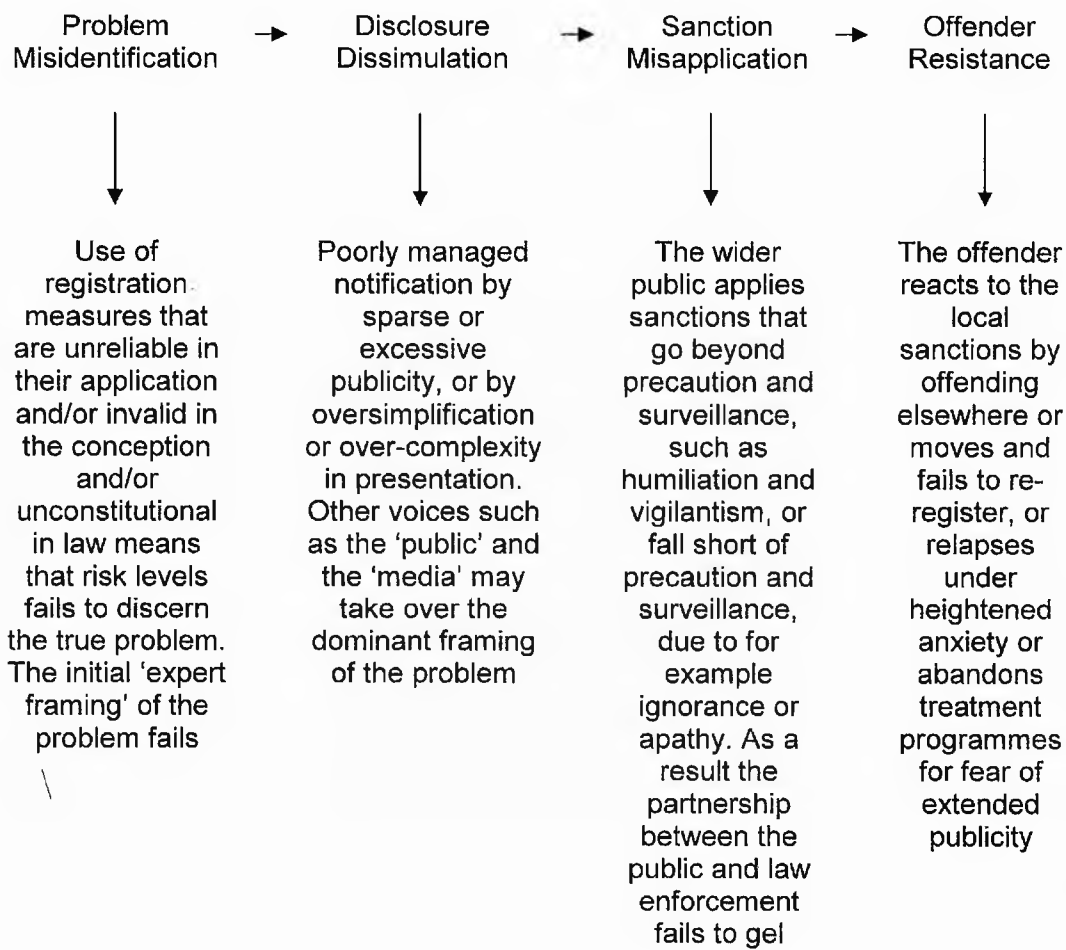 Problem
Misidentification
Disclosure
Dissimulation
Sanction
Misapplication
Offender
Resistance
Use of
registration
measures that
are unreliable in
their application
and/or invalid in
the conception
and/or
unconstitutional
in law means
that risk levels
fails to discern
the true problem.
The initial 'expert
framing' of the
problem fails
Poorly managed
notification by
sparse or
excessive
publicity, or by
oversimplification
or over-complexity
in presentation.
Other voices such
as the 'public' and
the 'media' may
take over the
dominant framing
of the problem
The wider
public applies
sanctions that
go beyond
precaution and
surveillance,
such as
humiliation and
vigilantism, or
fall short of
precaution and
surveillance,
due to for
example
ignorance or
apathy. As a
result the
partnership
between the
public and law
enforcement
fails to gel
The offender
reacts to the
local
sanctions by
offending
elsewhere or
moves and
fails to re-
register, or
relapses
under
heightened
anxiety or
abandons
treatment
programmes
for fear of
extended
publicity